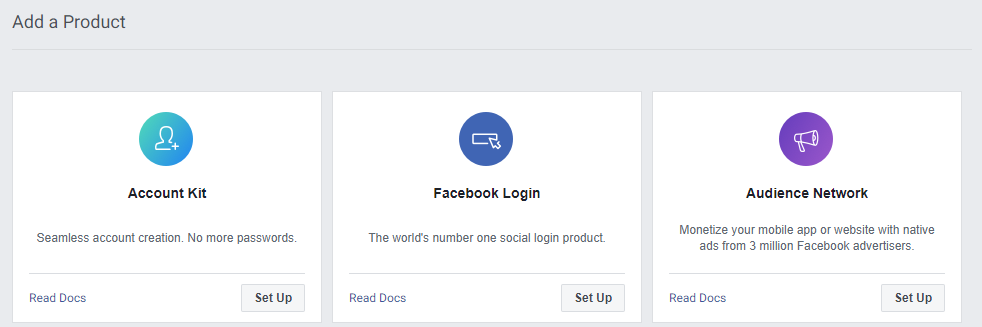 Add a Product
Account Kit
Seamless account creation. No more passwords.
Read Docs
Set Up
Facebook Login
The world's number one social login product.
Read Docs
Set Up
Audience Network
Monetize your mobile app or website with native
ads from 3 million Facebook advertisers.
Read Docs
Set Up